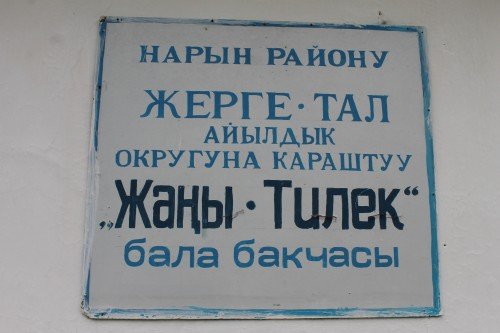 НАРЫН РАЙОНУ
ЖЕРГЕ·ТАЛ
АЙЫЛДЫК
ОКРУГУНА КАРАШТУУ
„Жаңы·Тилек“
бала бакчасы